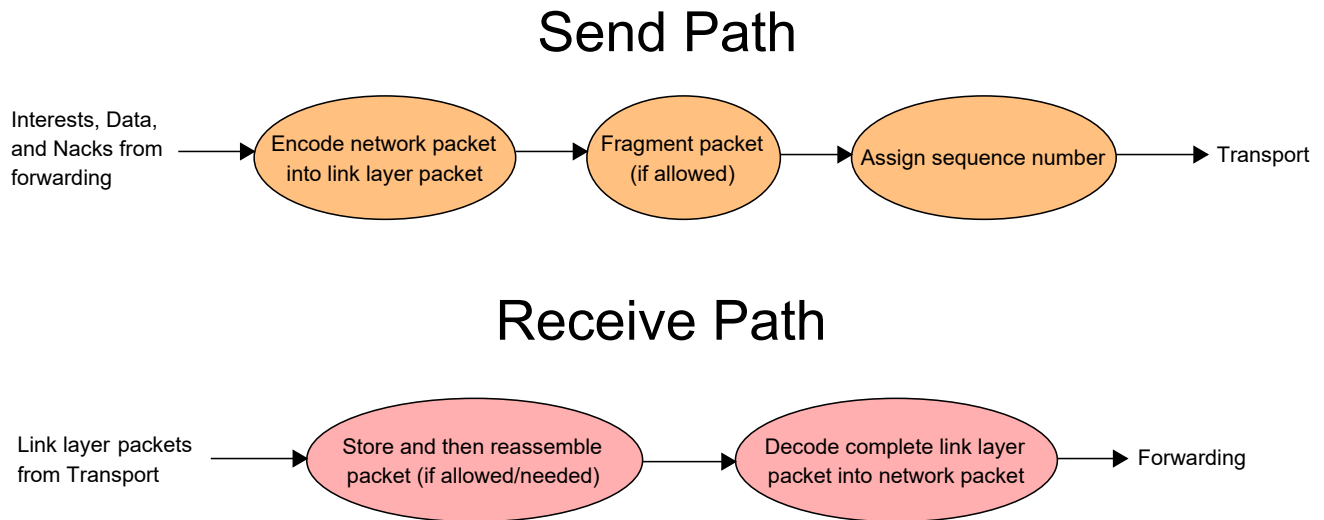 Send Path
Interests, Data,
and Nacks from
forwarding
Encode network packet
into link layer packet
Fragment packet
(if allowed)
Assign sequence number
Transport
Receive Path
Link layer packets
from Transport
Store and then reassemble
packet (if allowed/needed)
Decode complete link layer
packet into network packet
Forwarding